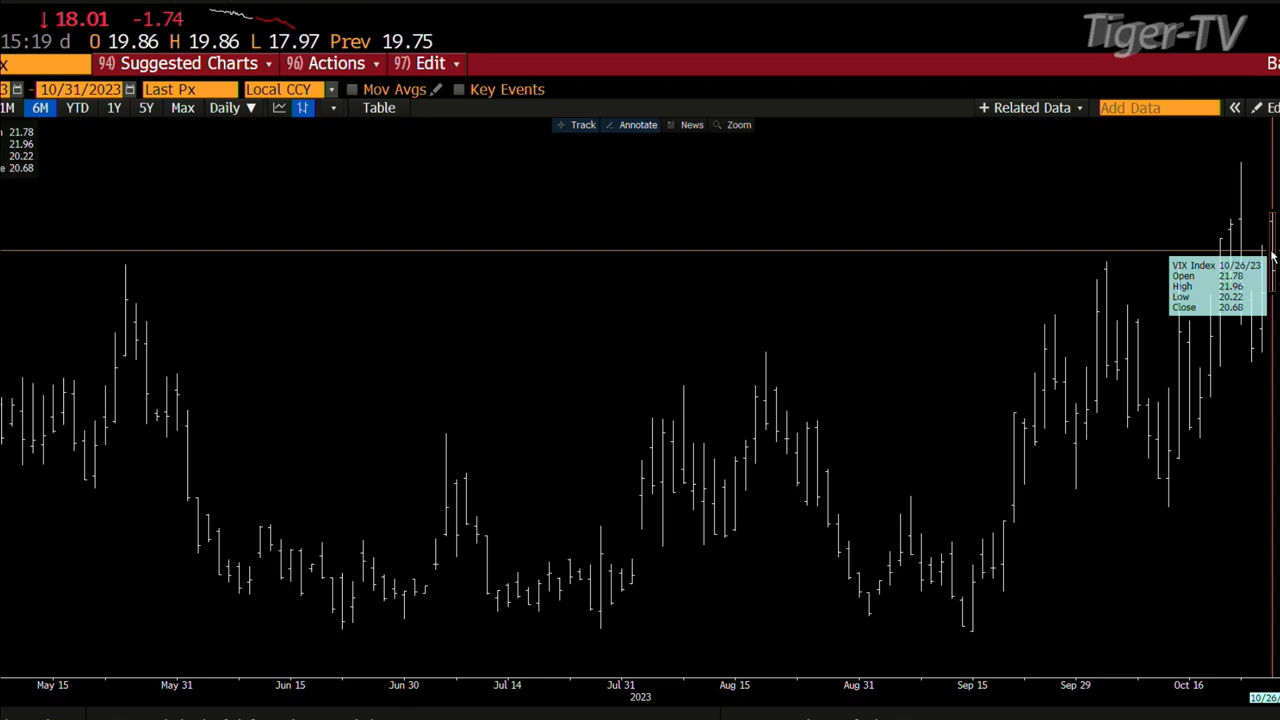 ↓ 18.01 -1.74
Tiger-TV
15:19 d O 19.86 H 19.86 L 17.97 Prev 19.75
x 94) Suggested Charts ▾ 96) Actions ▾ 97) Edit ▾ Ba
3 - 10/31/2023 Last Px Local CCY ▾ Mov Avgs Key Events
1M 6M YTD 1Y 5Y Max Daily ▼ Table + Related Data ▾ Add Data « Ed
Track Annotate News Zoom
21.78
21.96
20.22
e 20.68
VIX Index 10/26/23
Open 21.78
High 21.96
Low 20.22
Close 20.68
May 15 May 31 Jun 15 Jun 30 Jul 14 Jul 31 Aug 15 Aug 31 Sep 15 Sep 29 Oct 16
2023
10/26/